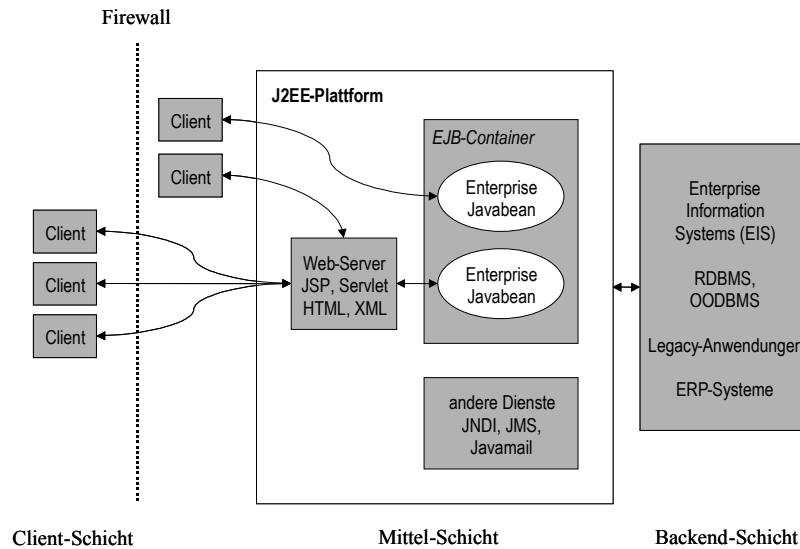 Firewall
J2EE-Plattform
Client
EJB-Container
Client
Enterprise
Javabean
Enterprise
Information
Systems (EIS)
Client
Web-Server
JSP, Servlet
HTML, XML
Enterprise
Javabean
RDBMS,
OODBMS
Client
Client
Legacy-Anwendungen
andere Dienste
JNDI, JMS,
Javamail
ERP-Systeme
Client-Schicht
Mittel-Schicht
Backend-Schicht